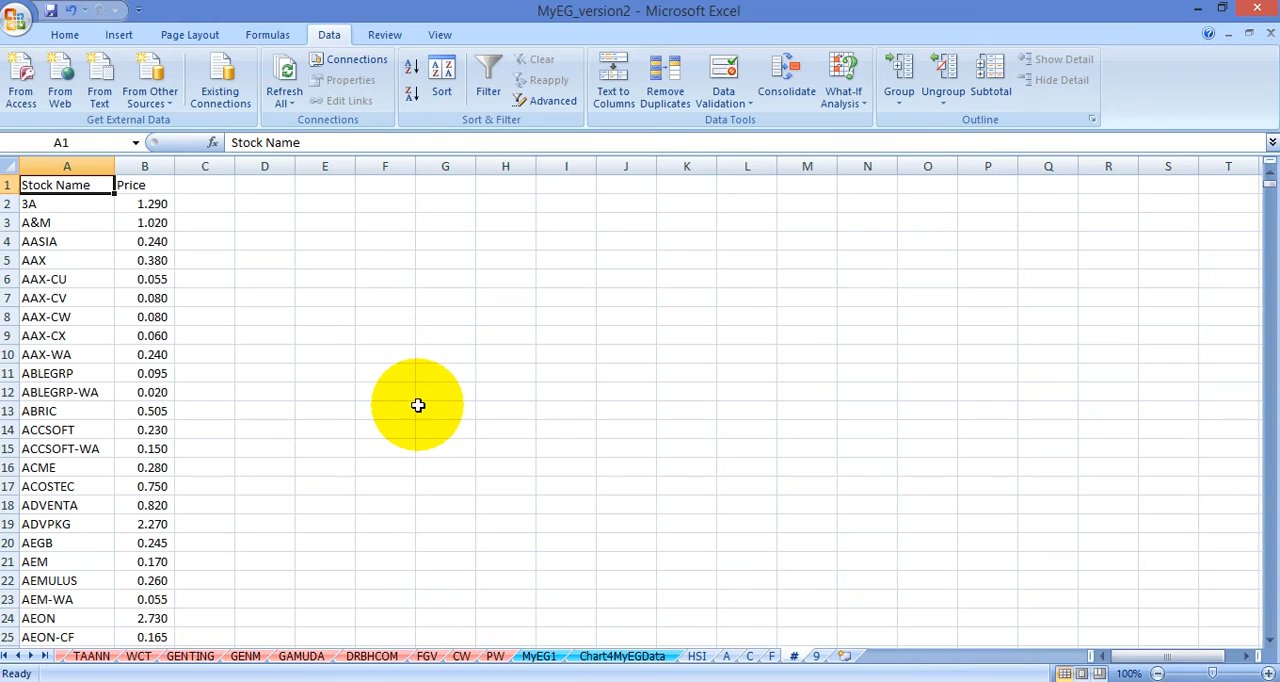 MyEG_version2 - Microsoft Excel
Home Insert Page Layout Formulas Data Review View
From Access
From Web
From Text
From Other Sources
Existing Connections
Get External Data
Refresh All
Connections
Properties
Edit Links
Connections
Sort
Filter
Clear
Reapply
Advanced
Sort & Filter
Text to Columns
Remove Duplicates
Data Validation
Consolidate
What-If Analysis
Data Tools
Group
Ungroup
Subtotal
Show Detail
Hide Detail
Outline
A1 fx Stock Name
A B C D E F G H I J K L M N O P Q R S T
1 Stock Name Price
2 3A 1.290
3 A&M 1.020
4 AASIA 0.240
5 AAX 0.380
6 AAX-CU 0.055
7 AAX-CV 0.080
8 AAX-CW 0.080
9 AAX-CX 0.060
10 AAX-WA 0.240
11 ABLEGRP 0.095
12 ABLEGRP-WA 0.020
13 ABRIC 0.505
14 ACCSOFT 0.230
15 ACCSOFT-WA 0.150
16 ACME 0.280
17 ACOSTEC 0.750
18 ADVENTA 0.820
19 ADVPKG 2.270
20 AEGB 0.245
21 AEM 0.170
22 AEMULUS 0.260
23 AEM-WA 0.055
24 AEON 2.730
25 AEON-CF 0.165
TAANN WCT GENTING GENM GAMUDA DRBHCOM FGV CW PW MyEG1 Chart4MyEGData HSI A C F # 9
Ready 100%